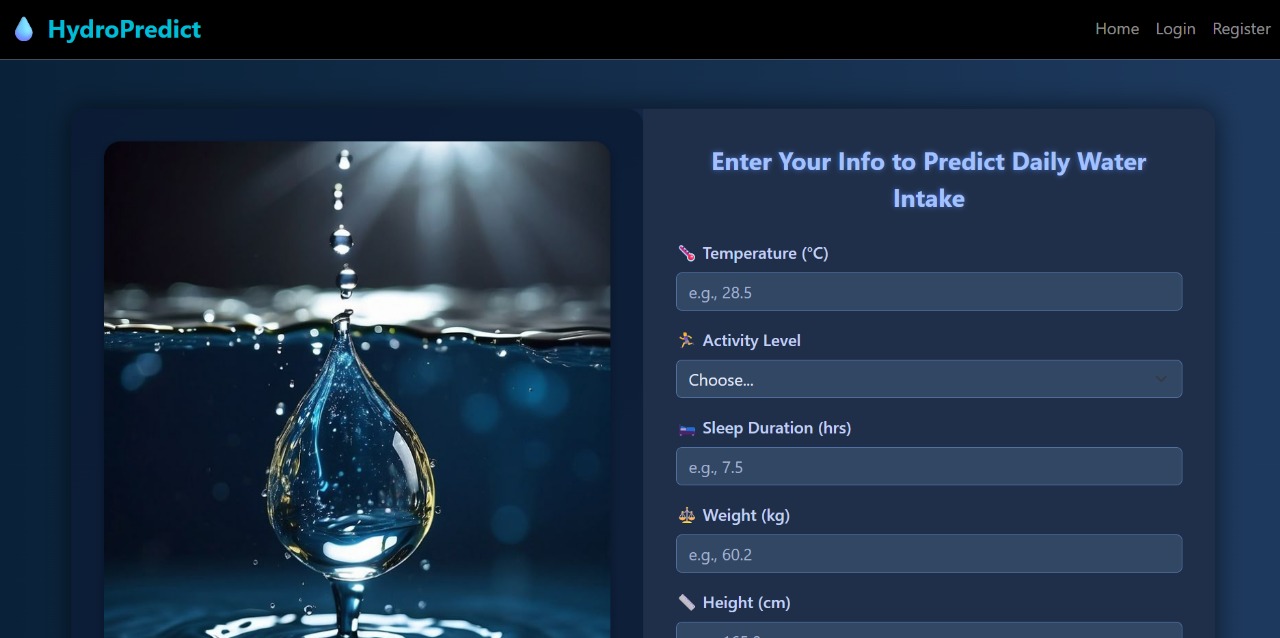 HydroPredict
Home Login Register
Enter Your Info to Predict Daily Water
Intake
Temperature (°C)
e.g., 28.5
Activity Level
Choose...
Sleep Duration (hrs)
e.g., 7.5
Weight (kg)
e.g., 60.2
Height (cm)